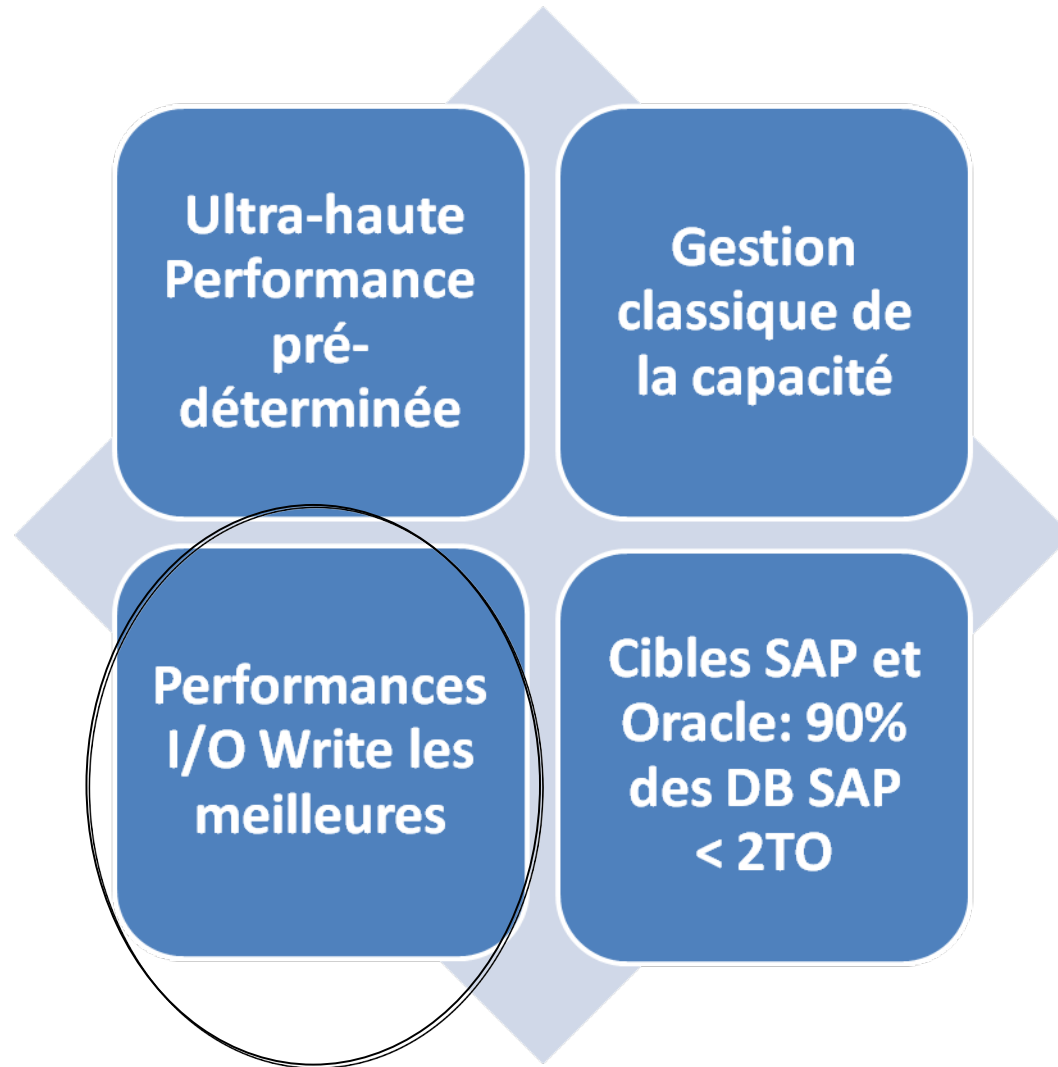 Ultra-haute
Performance
pré-
déterminée
Gestion
classique de
la capacité
Performances
I/O Write les
meilleures
Cibles SAP et
Oracle: 90%
des DB SAP
< 2TO